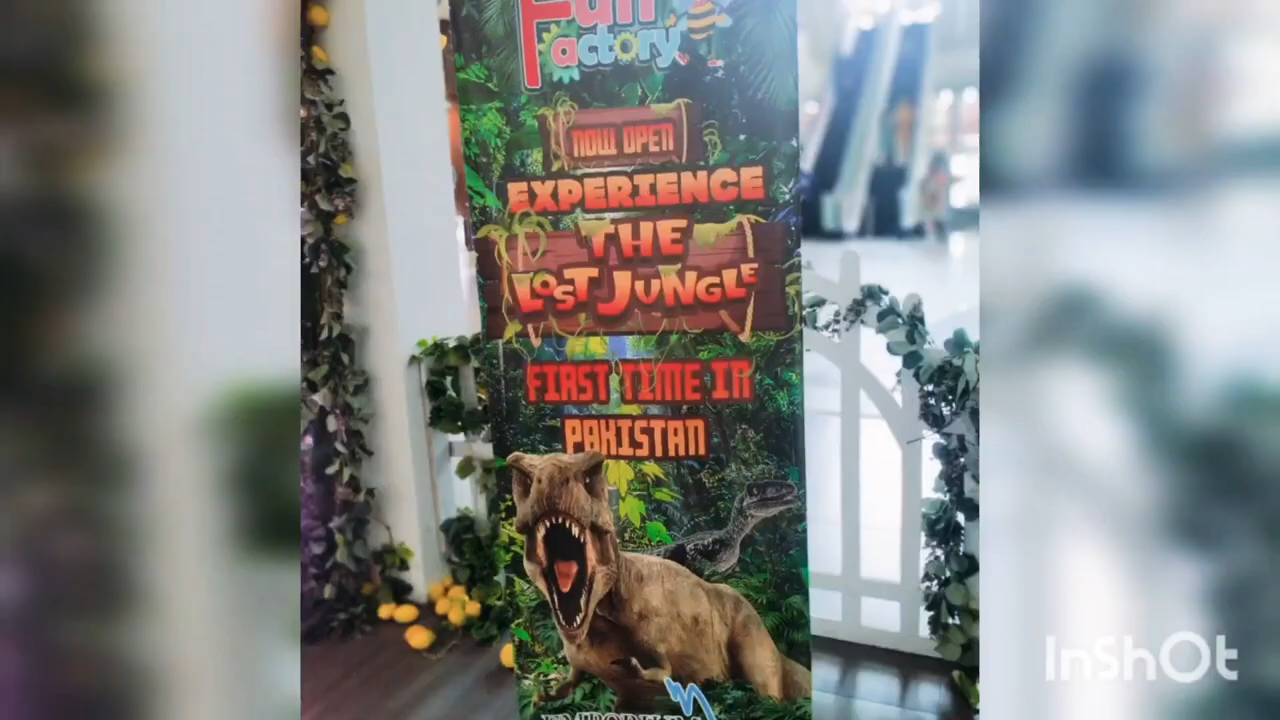 Fun
Factory
NOW OPEN
EXPERIENCE
THE
LOST JUNGLE
FIRST TIME IN
PAKISTAN
InShOt